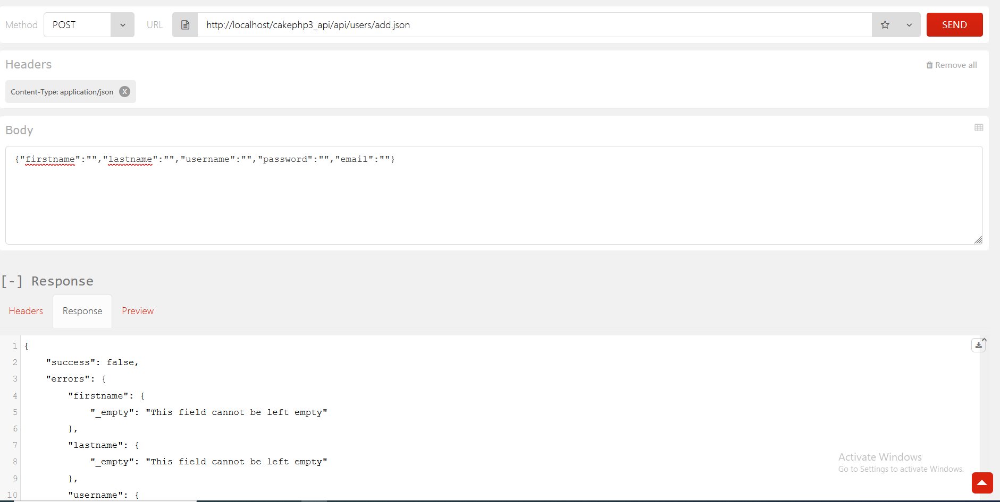 Method POST URL http://localhost/cakephp3_api/api/users/add.json SEND
Headers Remove all
Content-Type: application/json X
Body
{"firstname":"","lastname":"","username":"","password":"","email":""}
[-] Response
Headers Response Preview
1 {
2 "success": false,
3 "errors": {
4 "firstname": {
5 "_empty": "This field cannot be left empty"
6 },
7 "lastname": {
8 "_empty": "This field cannot be left empty"
9 },
10 "username": {
Activate Windows
Go to Settings to activate Windows.